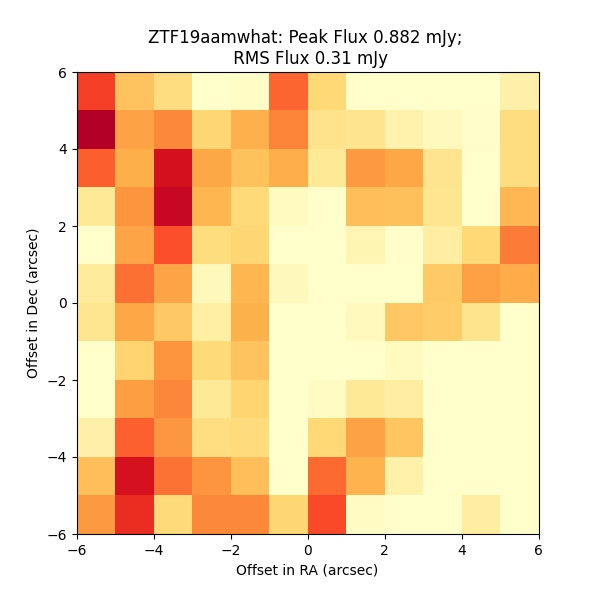 ZTF19aamwhat: Peak Flux 0.882 mJy;
RMS Flux 0.31 mJy
6
4
2
0
−2
−4
−6
Offset in Dec (arcsec)
−6 −4 −2 0 2 4 6
Offset in RA (arcsec)